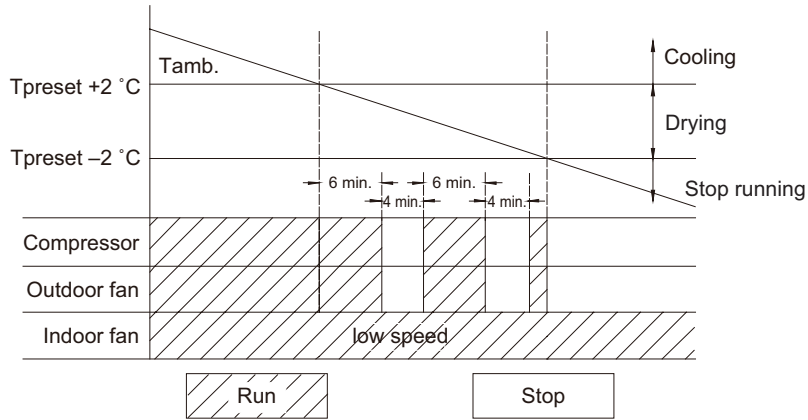 Tamb.
Cooling
Tpreset +2 ˚C
Drying
Tpreset –2 ˚C
6 min.
6 min.
Stop running
4 min.
4 min.
Compressor
Outdoor fan
Indoor fan
low speed
Run
Stop